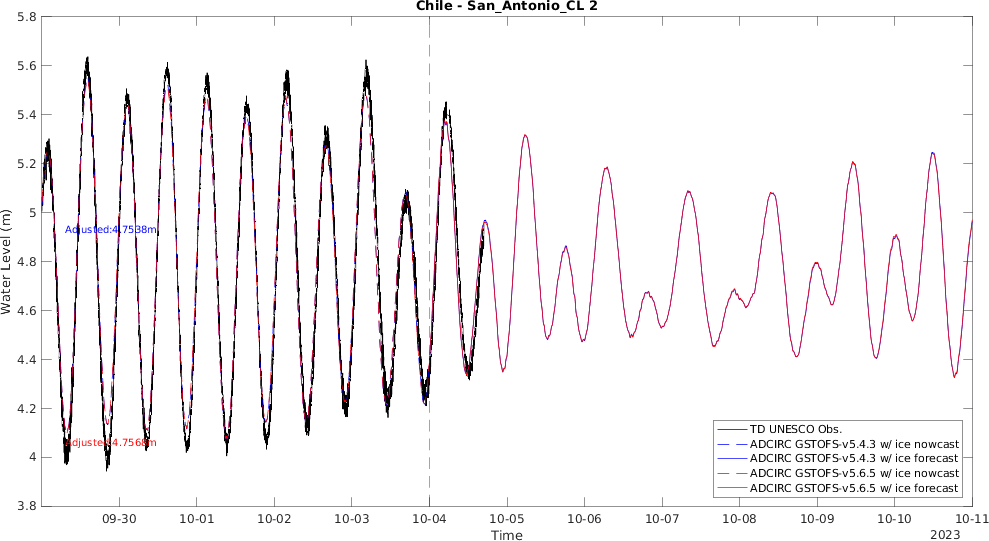 Chile - San_Antonio_CL 2
5.8
5.6
5.4
5.2
5
4.8
4.6
4.4
4.2
4
3.8
Water Level (m)
Adjusted:4.7538m
Adjusted:4.7568m
TD UNESCO Obs.
ADCIRC GSTOFS-v5.4.3 w/ ice nowcast
ADCIRC GSTOFS-v5.4.3 w/ ice forecast
ADCIRC GSTOFS-v5.6.5 w/ ice nowcast
ADCIRC GSTOFS-v5.6.5 w/ ice forecast
09-30 10-01 10-02 10-03 10-04 10-05 10-06 10-07 10-08 10-09 10-10 10-11
Time
2023